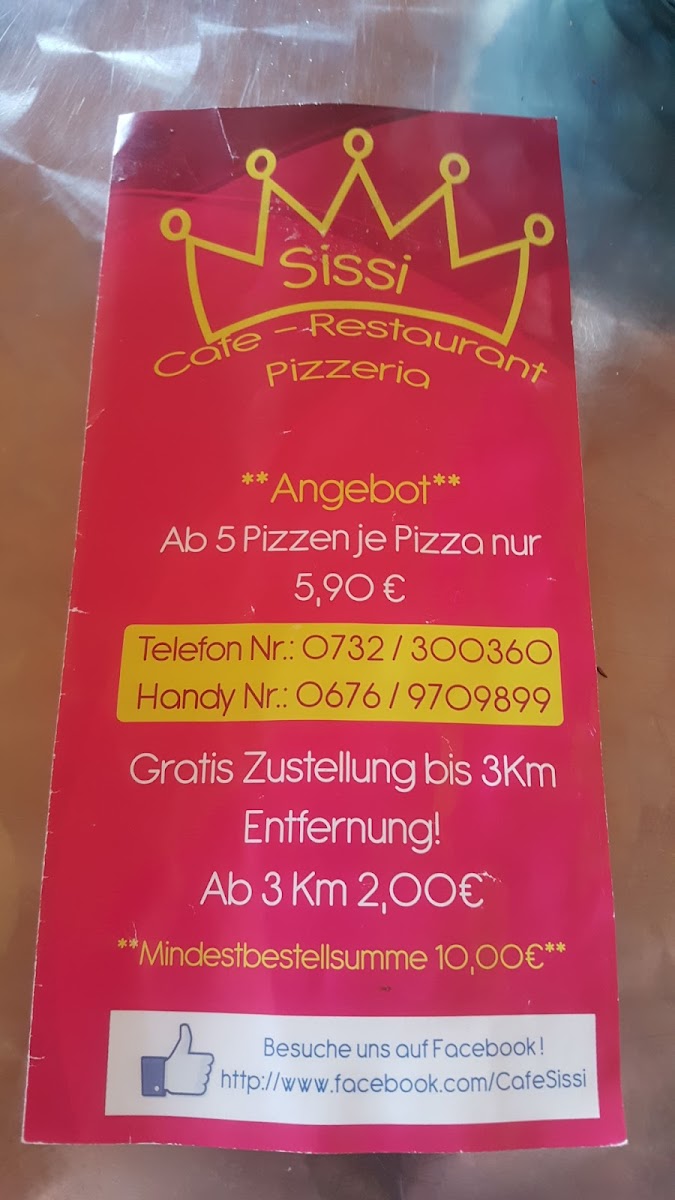 Sissi
Cafe - Restaurant
Pizzeria
**Angebot**
Ab 5 Pizzen je Pizza nur
5,90 €
Telefon Nr.: 0732 / 300360
Handy Nr.: 0676 / 9709899
Gratis Zustellung bis 3Km
Entfernung!
Ab 3 Km 2,00€
**Mindestbestellsumme 10,00€**
Besuche uns auf Facebook!
http://www.facebook.com/CafeSissi